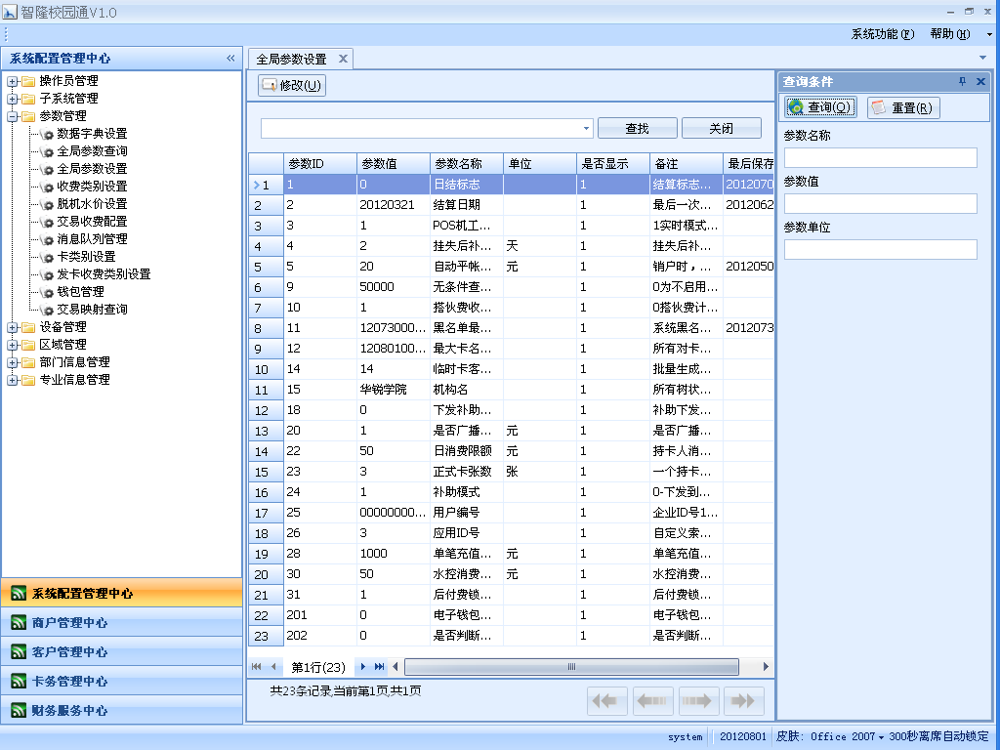 智隆校园通V1.0
系统功能(F) 帮助(H)
系统配置管理中心
操作员管理
子系统管理
参数管理
数据字典设置
全局参数查询
全局参数设置
收费类别设置
脱机水价设置
交易收费配置
消息队列管理
卡类别设置
发卡收费类别设置
钱包管理
交易映射查询
设备管理
区域管理
部门信息管理
专业信息管理
系统配置管理中心
商户管理中心
客户管理中心
卡务管理中心
财务服务中心
全局参数设置
修改(U)
查找 关闭
参数ID 参数值 参数名称 单位 是否显示 备注 最后保存
1 1 0 日结标志 1 结算标志... 2012070
2 2 20120321 结算日期 1 最后一次... 2012062
3 3 1 POS机工... 1 1实时模式...
4 4 2 挂失后补... 天 1 挂失后补...
5 5 20 自动平帐... 元 1 销户时，... 2012050
6 9 50000 无条件查... 1 0为不启用...
7 10 1 搭伙费收... 1 0搭伙费计...
8 11 12073000... 黑名单最... 1 系统黑名... 2012073
9 12 12080100... 最大卡名... 1 所有对卡...
10 14 14 临时卡客... 1 批量生成...
11 15 华锐学院 机构名 1 所有树状...
12 18 0 下发补助... 1 补助下发...
13 20 1 是否广播... 元 1 是否广播...
14 22 50 日消费限额 元 1 持卡人消...
15 23 3 正式卡张数 张 1 一个持卡...
16 24 1 补助模式 1 0-下发到...
17 25 00000000... 用户编号 1 企业ID号1...
18 26 3 应用ID号 1 自定义索...
19 28 1000 单笔充值... 元 1 单笔充值...
20 30 50 水控消费... 元 1 水控消费...
21 31 1 后付费锁... 1 后付费锁...
22 201 0 电子钱包... 1 电子钱包...
23 202 0 是否判断... 1 是否判断...
第1行(23)
共23条记录,当前第1页,共1页
查询条件
查询(Q) 重置(R)
参数名称
参数值
参数单位
system 20120801 皮肤: Office 2007 300秒离席自动锁定